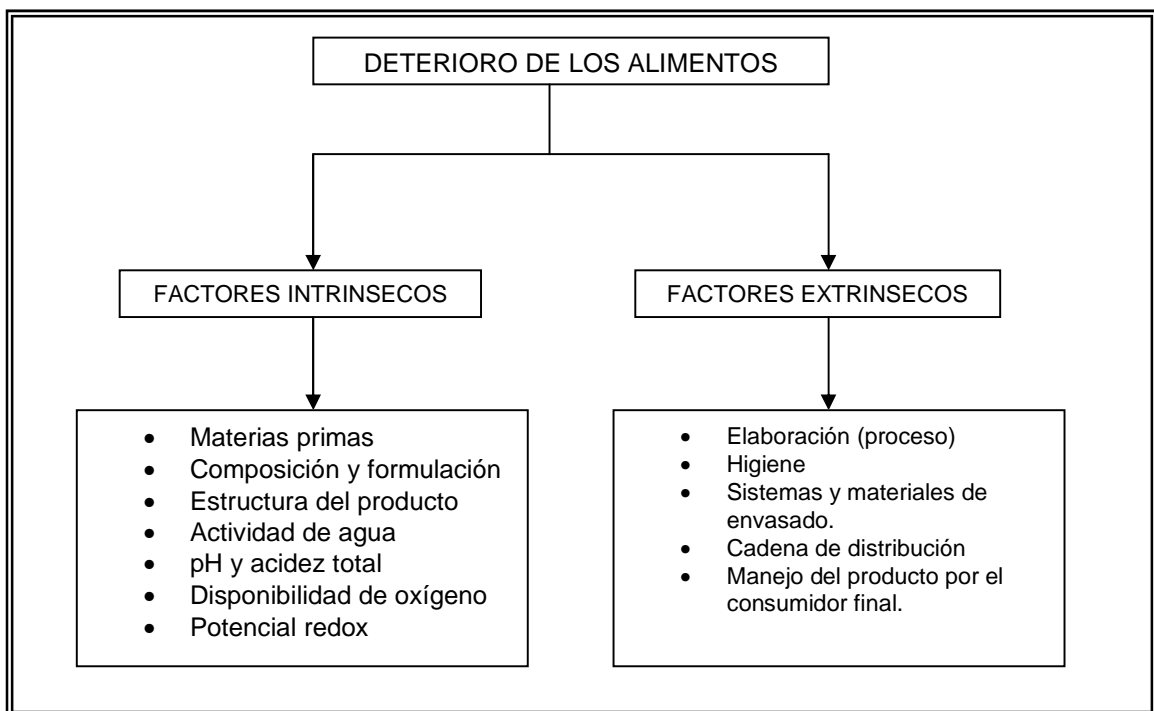 DETERIORO DE LOS ALIMENTOS
FACTORES INTRINSECOS
FACTORES EXTRINSECOS
• Materias primas
• Composición y formulación
• Estructura del producto
• Actividad de agua
• pH y acidez total
• Disponibilidad de oxígeno
• Potencial redox
• Elaboración (proceso)
• Higiene
• Sistemas y materiales de
envasado.
• Cadena de distribución
• Manejo del producto por el
consumidor final.